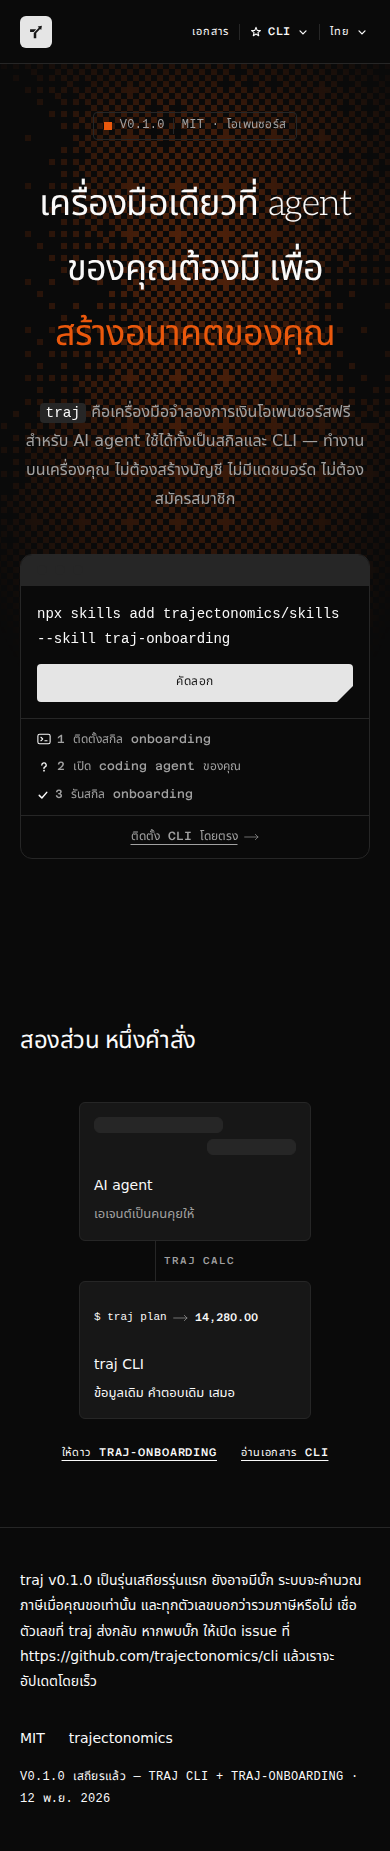 เอกสาร
CLI
ไทย
V0.1.0
MIT · โอเพนซอร์ส
เครื่องมือเดียวที่ agent
ของคุณต้องมี เพื่อ
สร้างอนาคตของคุณ
traj คือเครื่องมือจำลองการเงินโอเพนซอร์สฟรี
สำหรับ AI agent ใช้ได้ทั้งเป็นสกิลและ CLI — ทำงาน
บนเครื่องคุณ ไม่ต้องสร้างบัญชี ไม่มีแดชบอร์ด ไม่ต้อง
สมัครสมาชิก
npx skills add trajectonomics/skills
--skill traj-onboarding
คัดลอก
1 ติดตั้งสกิล onboarding
2 เปิด coding agent ของคุณ
3 รันสกิล onboarding
ติดตั้ง CLI โดยตรง
สองส่วน หนึ่งคำสั่ง
AI agent
เอเจนต์เป็นคนคุยให้
TRAJ CALC
$ traj plan → 14,280.00
traj CLI
ข้อมูลเดิม คำตอบเดิม เสมอ
ให้ดาว TRAJ-ONBOARDING
อ่านเอกสาร CLI
traj v0.1.0 เป็นรุ่นเสถียรรุ่นแรก ยังอาจมีบั๊ก ระบบจะคำนวณ
ภาษีเมื่อคุณขอเท่านั้น และทุกตัวเลขบอกว่ารวมภาษีหรือไม่ เชื่อ
ตัวเลขที่ traj ส่งกลับ หากพบบั๊ก ให้เปิด issue ที่
https://github.com/trajectonomics/cli แล้วเราจะ
อัปเดตโดยเร็ว
MIT
trajectonomics
V0.1.0 เสถียรแล้ว — TRAJ CLI + TRAJ-ONBOARDING ·
12 พ.ย. 2026